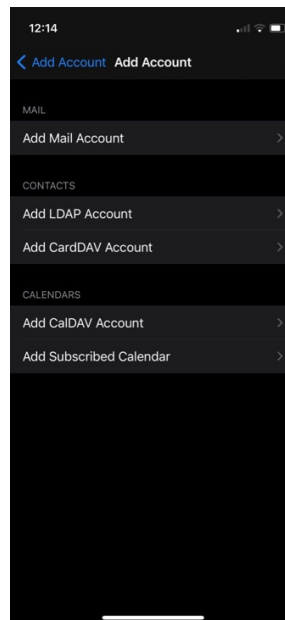 12:14
Add Account Add Account
MAIL
Add Mail Account
CONTACTS
Add LDAP Account
Add CardDAV Account
CALENDARS
Add CalDAV Account
Add Subscribed Calendar